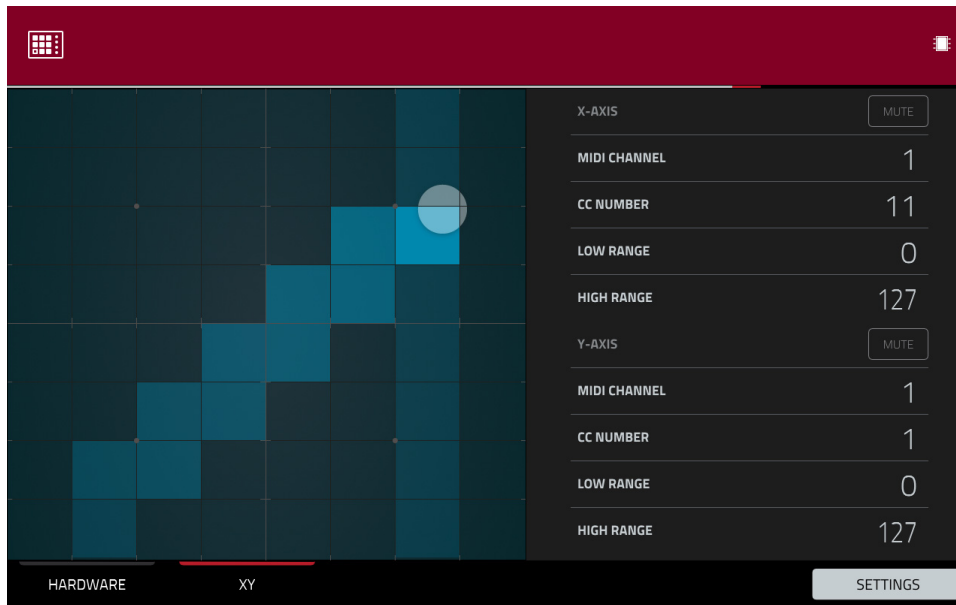 X-AXIS MUTE
MIDI CHANNEL 1
CC NUMBER 11
LOW RANGE 0
HIGH RANGE 127
Y-AXIS MUTE
MIDI CHANNEL 1
CC NUMBER 1
LOW RANGE 0
HIGH RANGE 127
HARDWARE XY SETTINGS